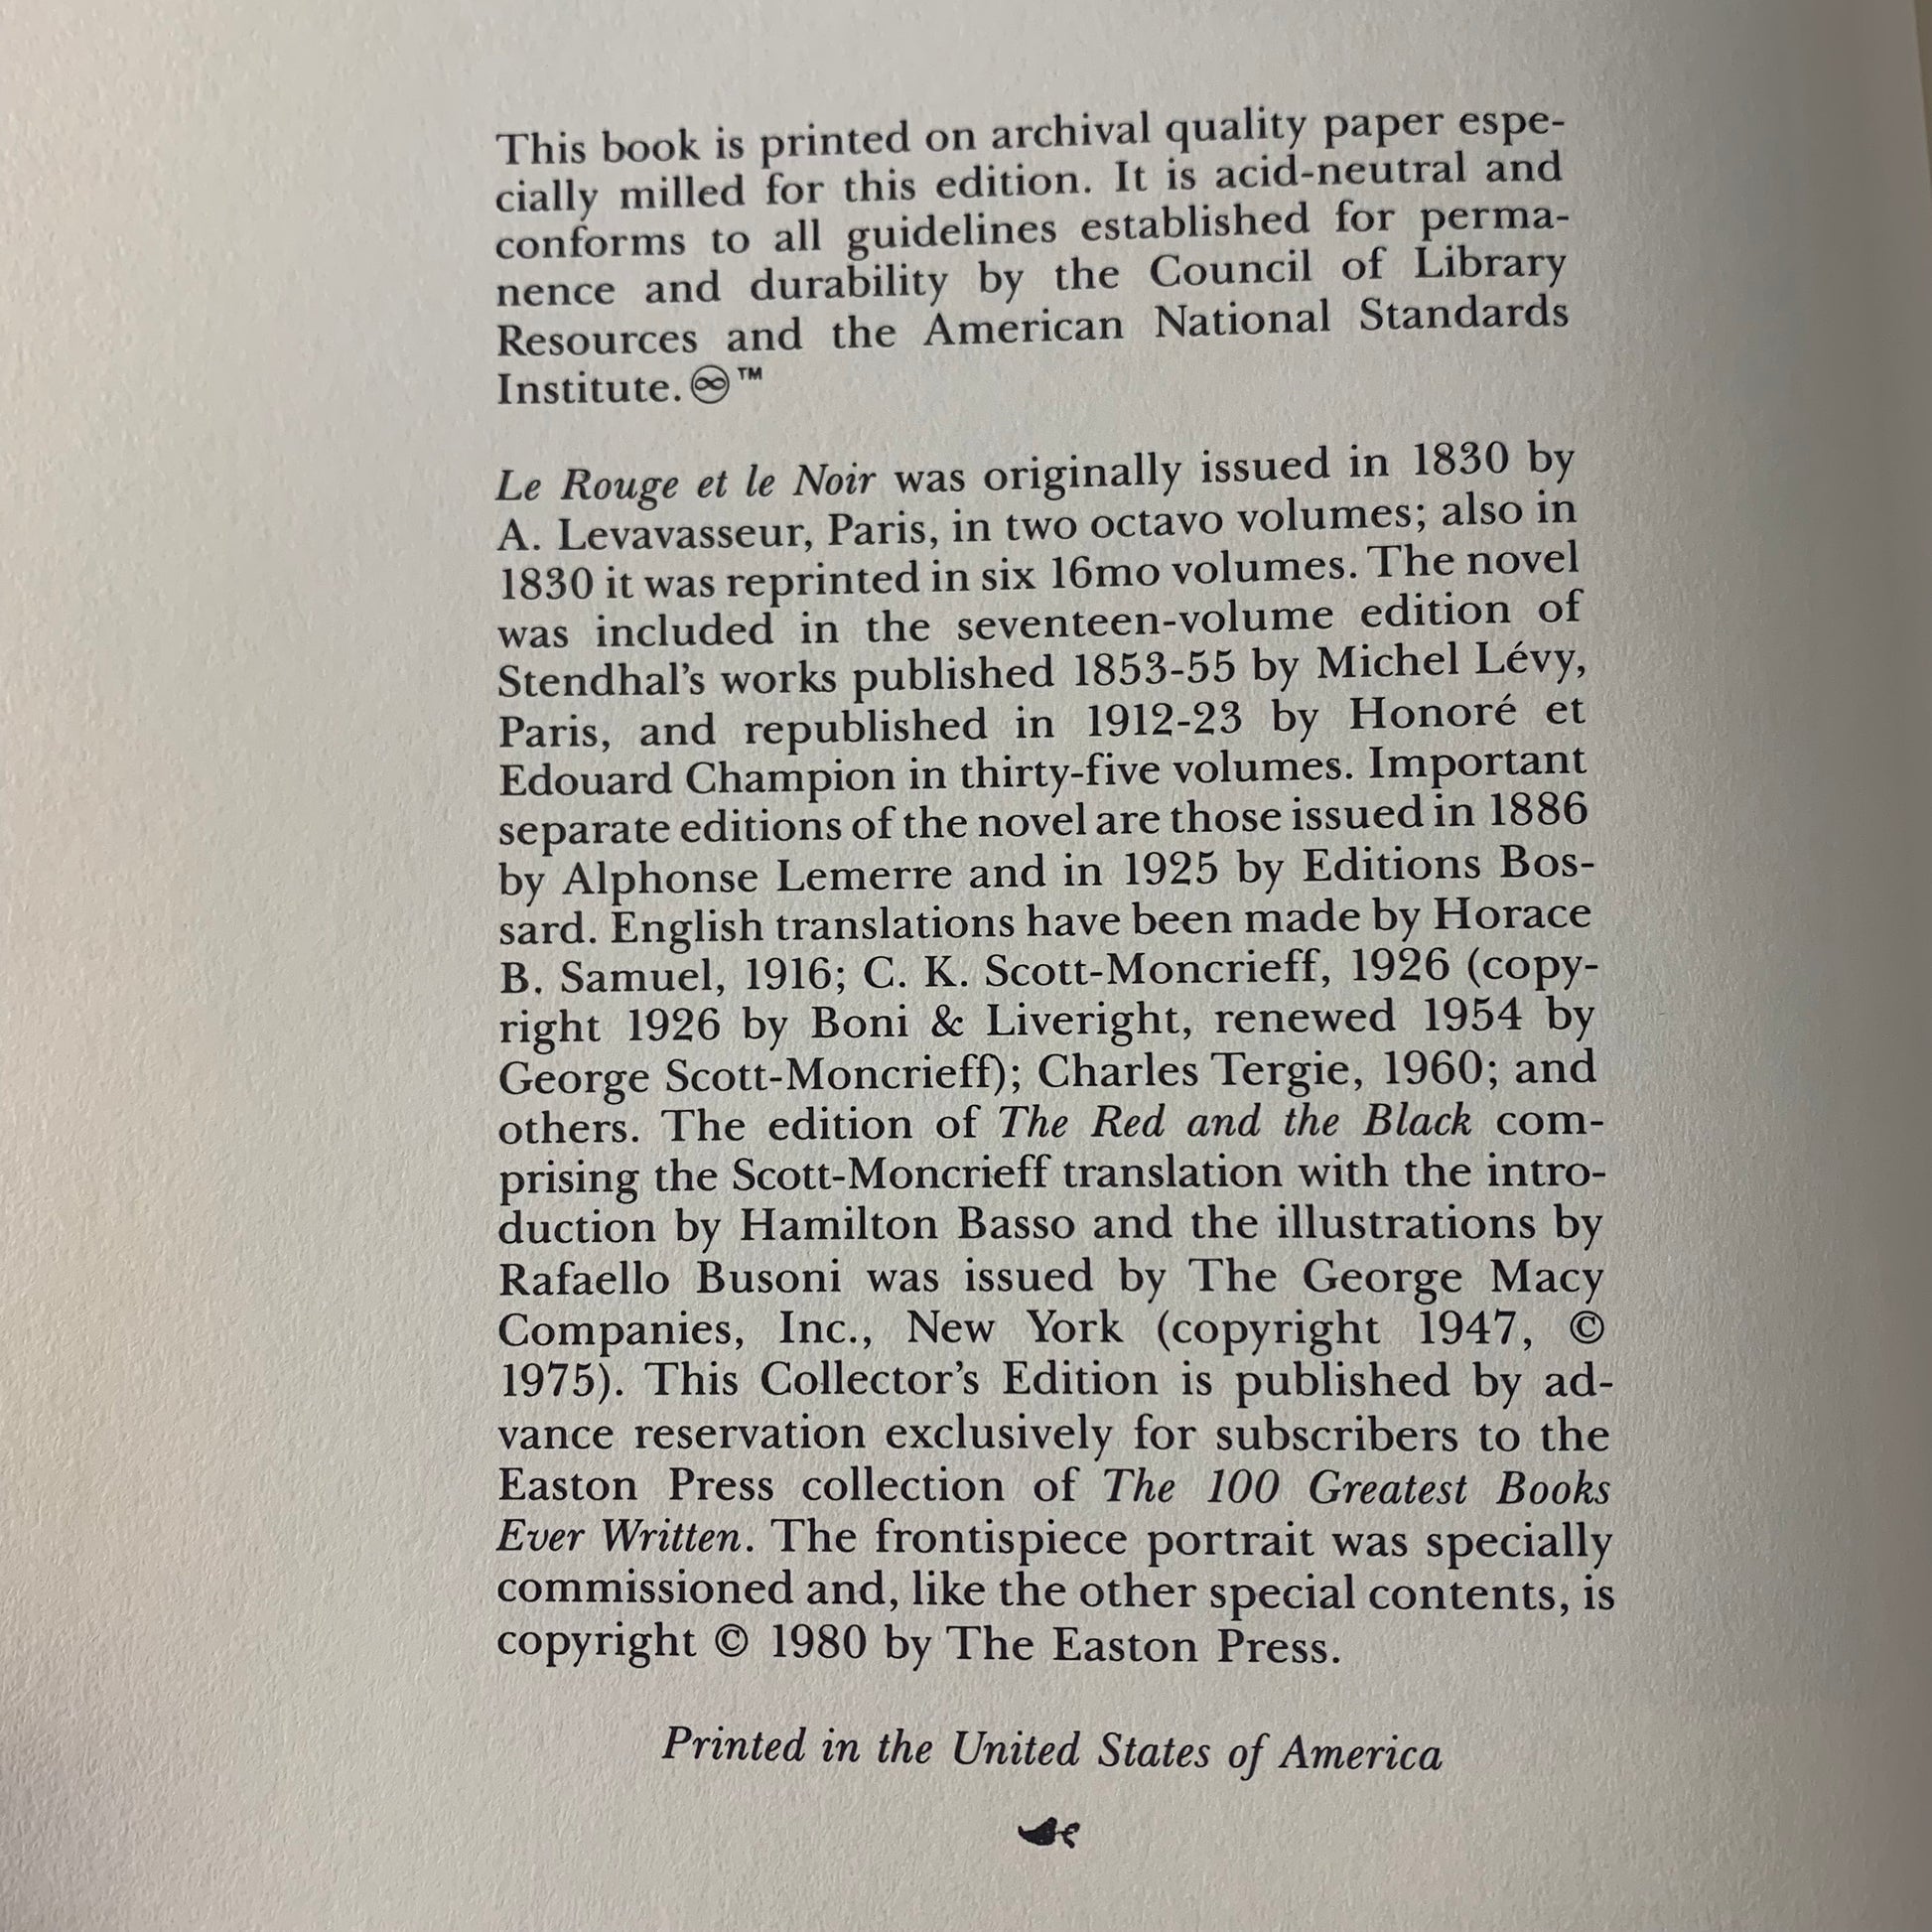 This book is printed on archival quality paper espe-
cially milled for this edition. It is acid-neutral and
conforms to all guidelines established for perma-
nence and durability by the Council of Library
Resources and the American National Standards
Institute. ♾™
Le Rouge et le Noir was originally issued in 1830 by
A. Levavasseur, Paris, in two octavo volumes; also in
1830 it was reprinted in six 16mo volumes. The novel
was included in the seventeen-volume edition of
Stendhal’s works published 1853-55 by Michel Lévy,
Paris, and republished in 1912-23 by Honoré et
Edouard Champion in thirty-five volumes. Important
separate editions of the novel are those issued in 1886
by Alphonse Lemerre and in 1925 by Editions Bos-
sard. English translations have been made by Horace
B. Samuel, 1916; C. K. Scott-Moncrieff, 1926 (copy-
right 1926 by Boni & Liveright, renewed 1954 by
George Scott-Moncrieff); Charles Tergie, 1960; and
others. The edition of The Red and the Black com-
prising the Scott-Moncrieff translation with the intro-
duction by Hamilton Basso and the illustrations by
Rafaello Busoni was issued by The George Macy
Companies, Inc., New York (copyright 1947, ©
1975). This Collector’s Edition is published by ad-
vance reservation exclusively for subscribers to the
Easton Press collection of The 100 Greatest Books
Ever Written. The frontispiece portrait was specially
commissioned and, like the other special contents, is
copyright © 1980 by The Easton Press.
Printed in the United States of America